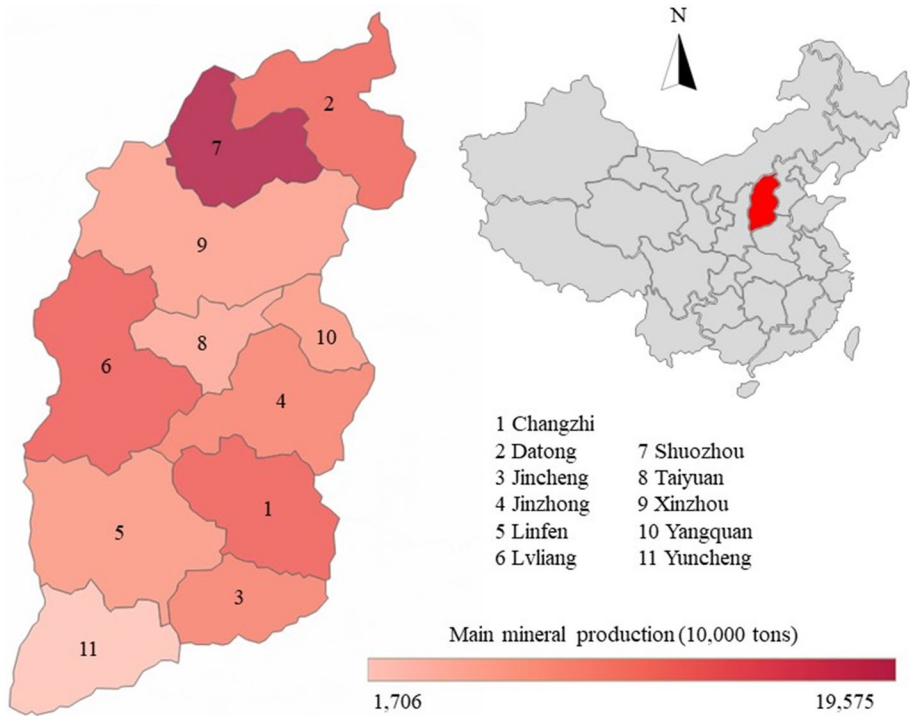 N
2
7
9
8
10
6
4
1
5
3
11
1 Changzhi
2 Datong
3 Jincheng
4 Jinzhong
5 Linfen
6 Lvliang
7 Shuozhou
8 Taiyuan
9 Xinzhou
10 Yangquan
11 Yuncheng
Main mineral production (10,000 tons)
1,706
19,575